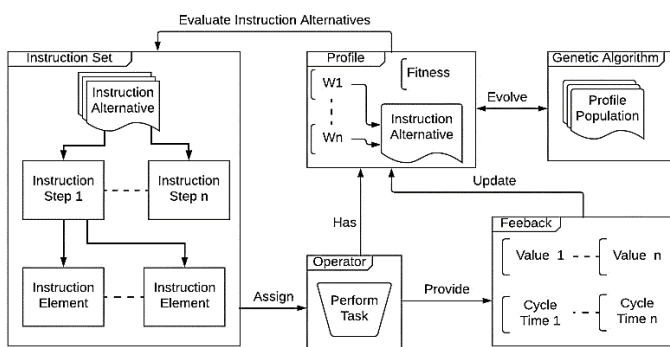 Evaluate Instruction Alternatives
Instruction Set
Instruction
Alternative
Instruction
Step 1
Instruction
Step n
Instruction
Element
Instruction
Element
Profile
W1
Wn
Fitness
Instruction
Alternative
Evolve
Genetic Algorithm
Profile
Population
Update
Has
Operator
Perform
Task
Assign
Provide
Feeback
Value 1
Value n
Cycle
Time 1
Cycle
Time n